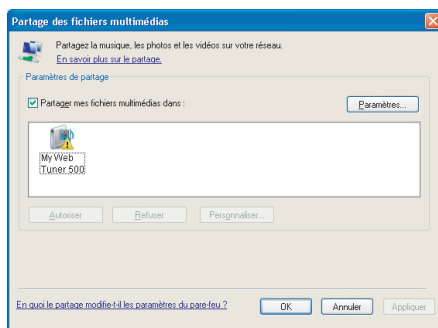 Partage des fichiers multimédias
Partagez la musique, les photos et les vidéos sur votre réseau.
En savoir plus sur le partage.
Paramètres de partage
Partager mes fichiers multimédias dans :
Paramètres...
My Web
Tuner 500
Autoriser
Refuser
Personnaliser...
En quoi le partage modifie-t-il les paramètres du pare-feu ?
OK
Annuler
Appliquer